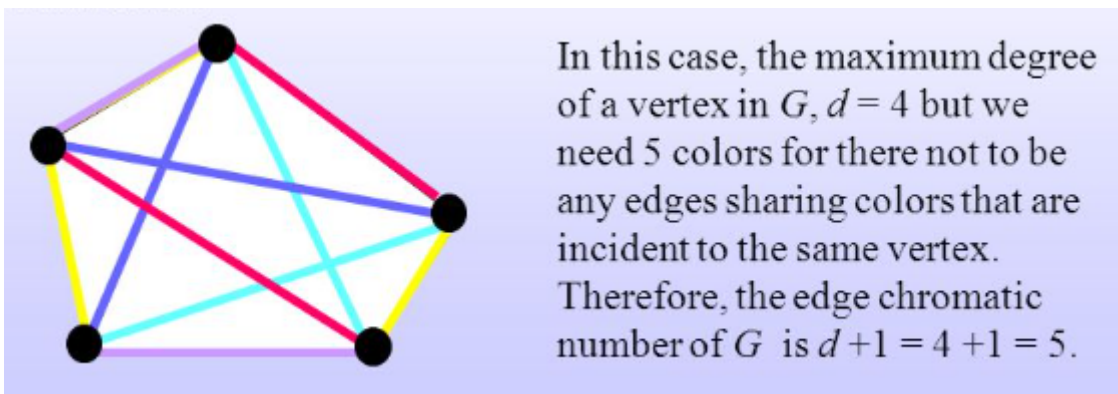 In this case, the maximum degree
of a vertex in G, d = 4 but we
need 5 colors for there not to be
any edges sharing colors that are
incident to the same vertex.
Therefore, the edge chromatic
number of G is d +1 = 4 +1 = 5.